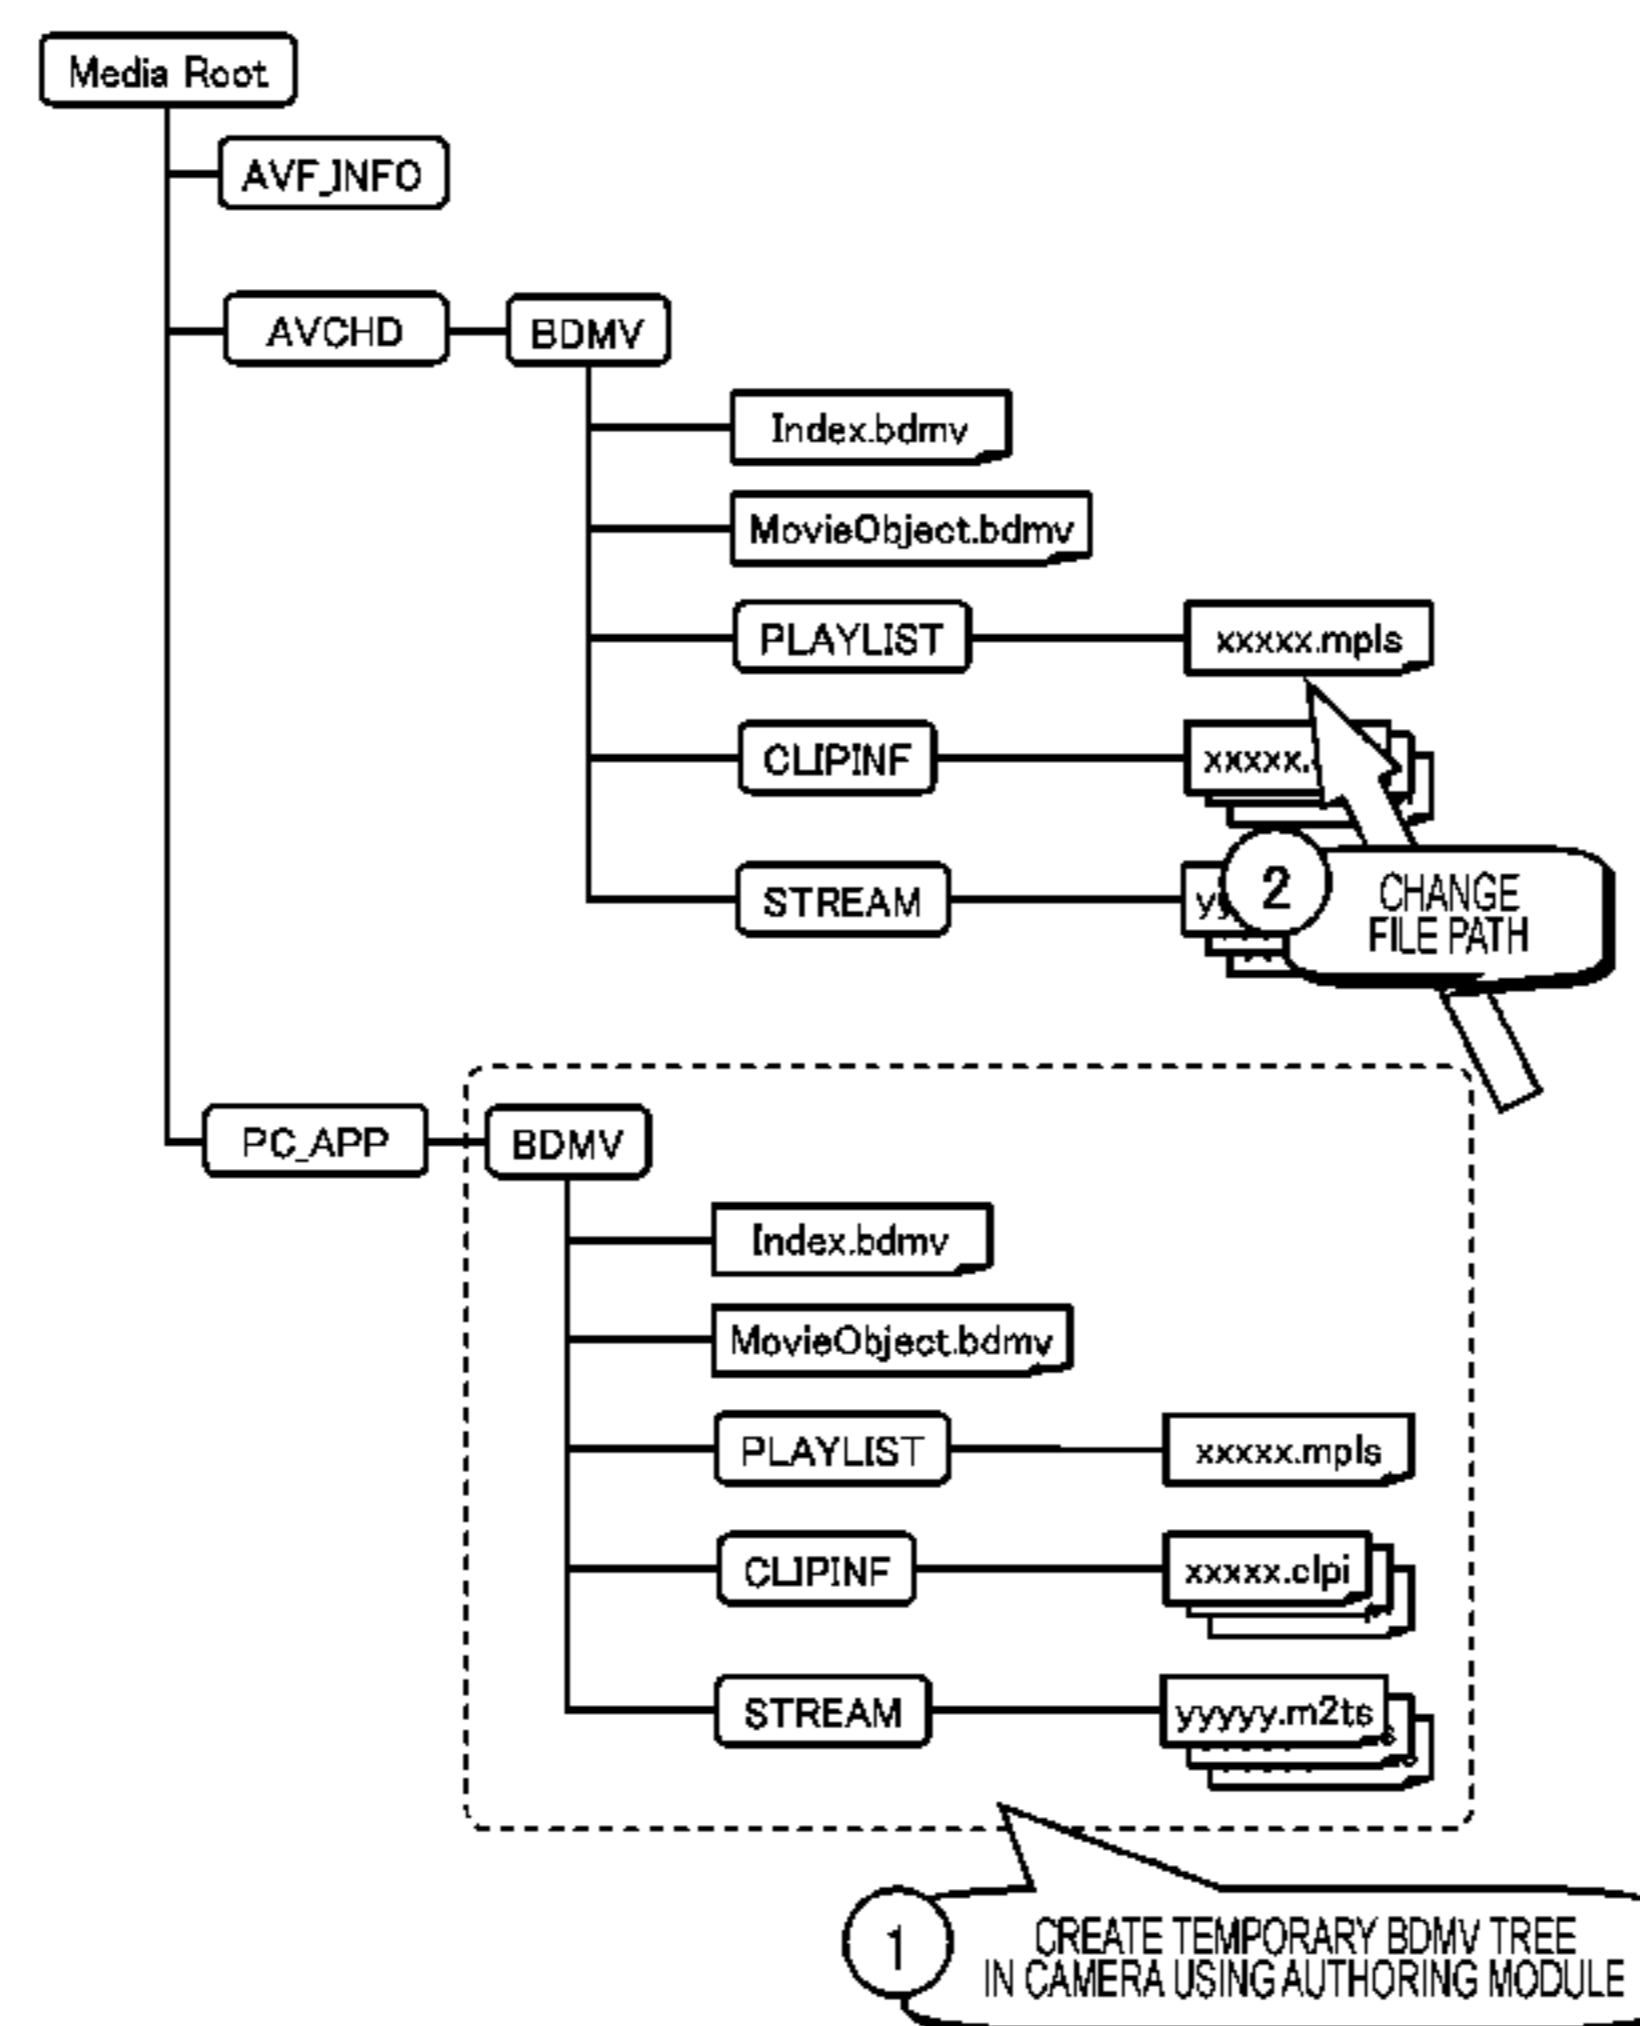 Media Root
AVF_INFO
AVCHD
BDMV
Index.bdmv
MovieObject.bdmv
PLAYLIST
xxxxx.mpls
CLIPINF
xxxxx.
STREAM
2
CHANGE
FILE PATH
PC_APP
BDMV
Index.bdmv
MovieObject.bdmv
PLAYLIST
xxxxx.mpls
CLIPINF
xxxxx.clpi
STREAM
yyyyy.m2ts
1
CREATE TEMPORARY BDMV TREE
IN CAMERA USING AUTHORING MODULE